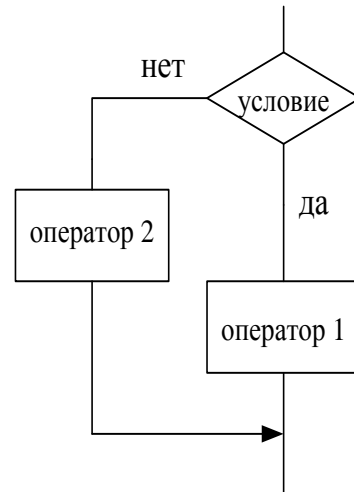 нет
условие
да
оператор 2
оператор 1